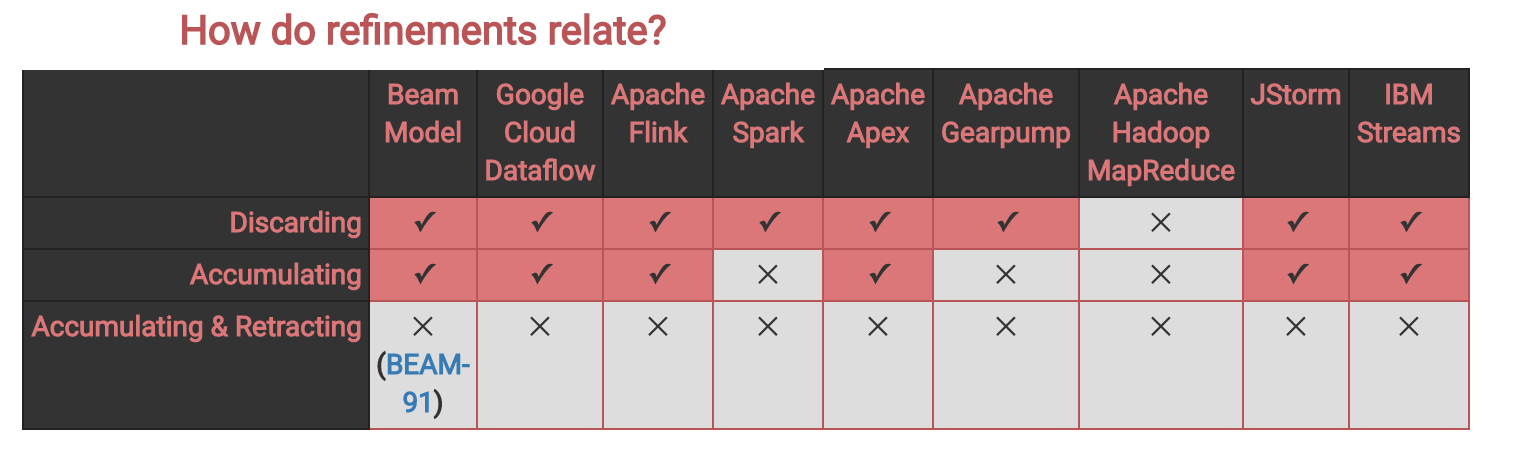 How do refinements relate?
Beam Google Apache Apache Apache Apache Apache JStorm IBM
Model Cloud Flink Spark Apex Gearpump Hadoop Streams
Dataflow MapReduce
Discarding ✓ ✓ ✓ ✓ ✓ ✓ ✕ ✓ ✓
Accumulating ✓ ✓ ✓ ✕ ✓ ✕ ✕ ✓ ✓
Accumulating & Retracting ✕ ✕ ✕ ✕ ✕ ✕ ✕ ✕ ✕
(BEAM-
91)